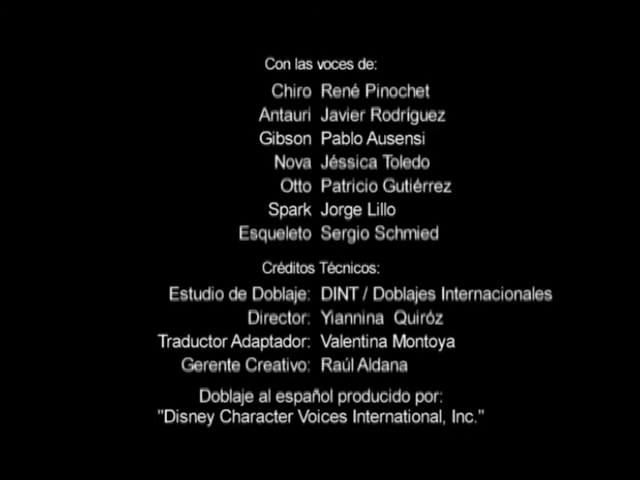 Con las voces de:
Chiro René Pinochet
Antauri Javier Rodríguez
Gibson Pablo Ausensi
Nova Jéssica Toledo
Otto Patricio Gutiérrez
Spark Jorge Lillo
Esqueleto Sergio Schmied
Créditos Técnicos:
Estudio de Doblaje: DINT / Doblajes Internacionales
Director: Yiannina Quiróz
Traductor Adaptador: Valentina Montoya
Gerente Creativo: Raúl Aldana
Doblaje al español producido por:
"Disney Character Voices International, Inc."